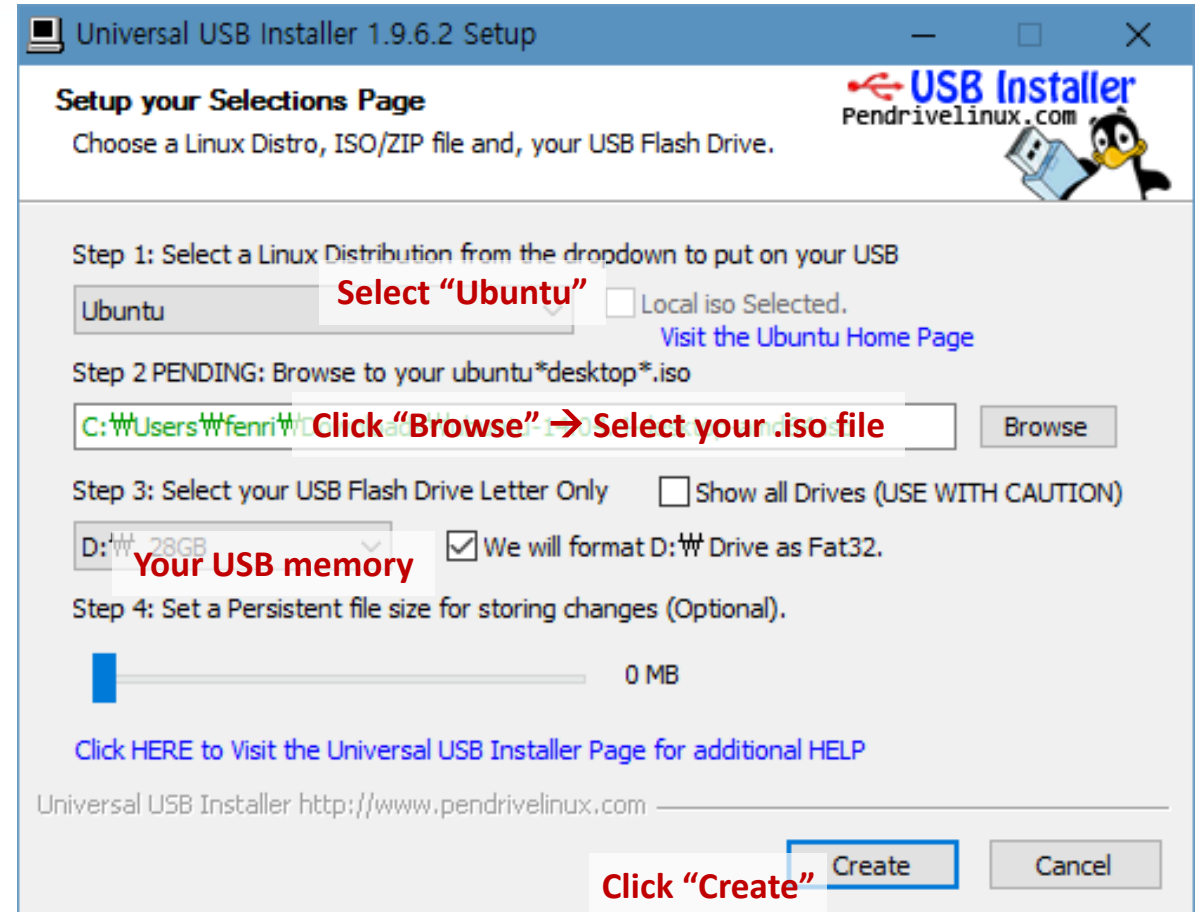 Universal USB Installer 1.9.6.2 Setup
Setup your Selections Page
Choose a Linux Distro, ISO/ZIP file and, your USB Flash Drive.
USB Installer
Pendrivelinux.com
Step 1: Select a Linux Distribution from the dropdown to put on your USB
Select “Ubuntu”
Ubuntu
Local iso Selected.
Visit the Ubuntu Home Page
Step 2 PENDING: Browse to your ubuntu*desktop*.iso
C:₩Users₩fenri₩
Click “Browse” → Select your .iso file
Browse
Step 3: Select your USB Flash Drive Letter Only
Show all Drives (USE WITH CAUTION)
D:₩ 28GB
Your USB memory
We will format D:₩ Drive as Fat32.
Step 4: Set a Persistent file size for storing changes (Optional).
0 MB
Click HERE to Visit the Universal USB Installer Page for additional HELP
Universal USB Installer http://www.pendrivelinux.com
Click “Create”
Create
Cancel